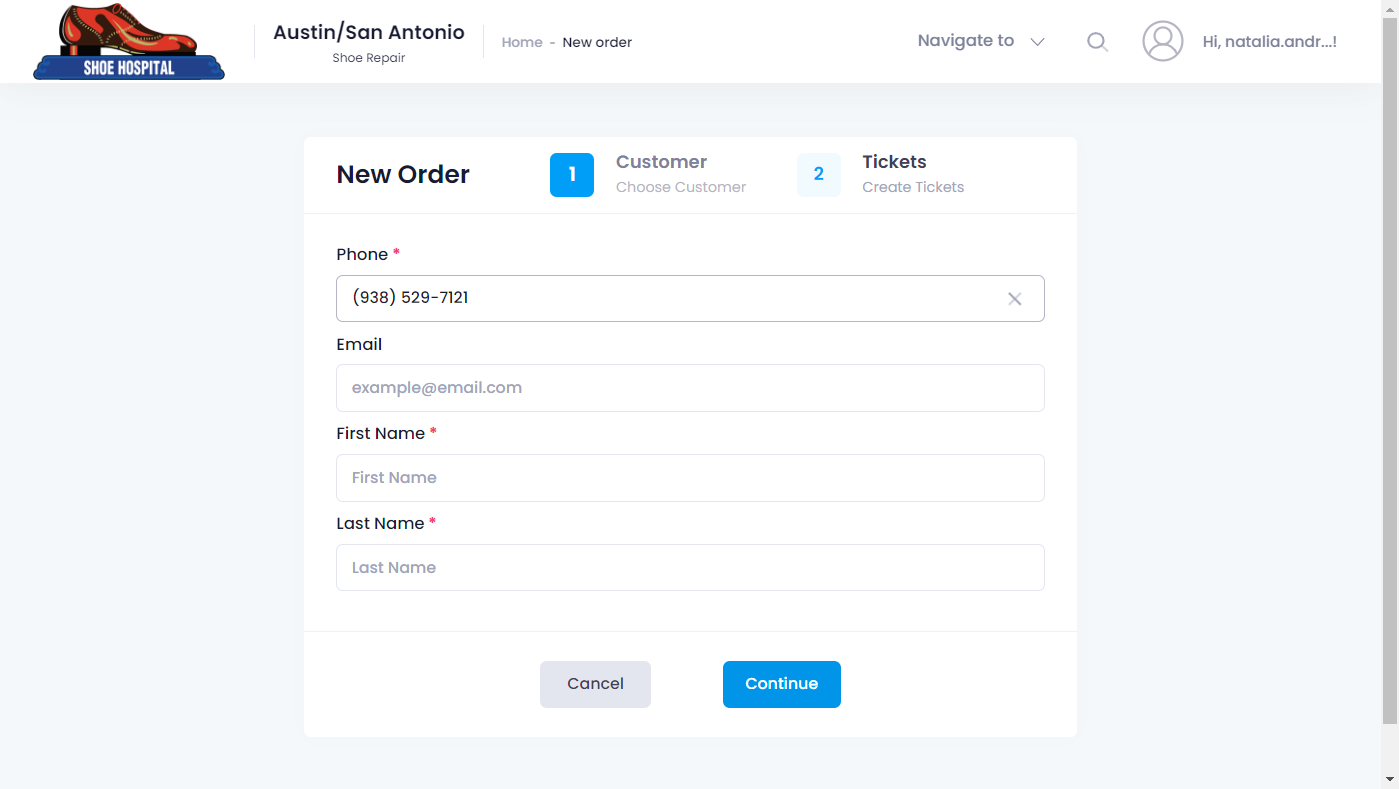 SHOE HOSPITAL
Austin/San Antonio
Shoe Repair
Home - New order
Navigate to
Hi, natalia.andr...!
New Order
1
Customer
Choose Customer
2
Tickets
Create Tickets
Phone *
(938) 529-7121
Email
example@email.com
First Name *
First Name
Last Name *
Last Name
Cancel
Continue